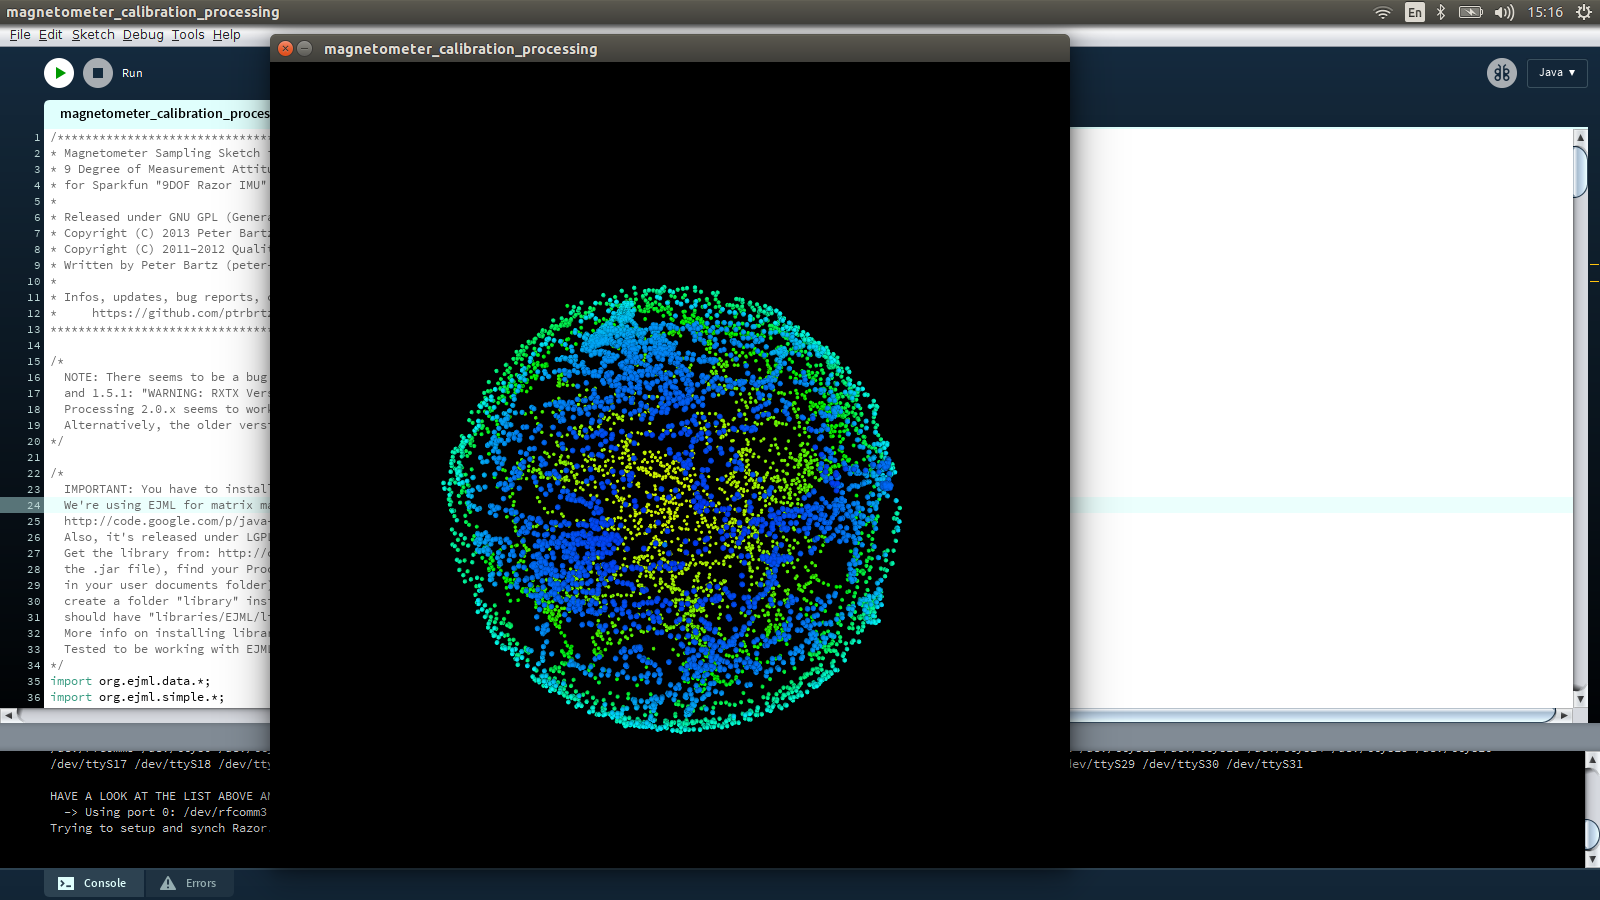 magnetometer_calibration_processing
En
15:16
File Edit Sketch Debug Tools Help
magnetometer_calibration_processing
Run
Java ▾
magnetometer_calibration_proces
1 /*******************************
2 * Magnetometer Sampling Sketch
3 * 9 Degree of Measurement Attitu
4 * for Sparkfun "9DOF Razor IMU"
5 *
6 * Released under GNU GPL (Genera
7 * Copyright (C) 2013 Peter Bartz
8 * Copyright (C) 2011-2012 Quali
9 * Written by Peter Bartz (peter-
10 *
11 * Infos, updates, bug reports,
12 *     https://github.com/ptrbrtz
13 *******************************
14
15 /*
16   NOTE: There seems to be a bug
17   and 1.5.1: "WARNING: RXTX Vers
18   Processing 2.0.x seems to work
19   Alternatively, the older versi
20 */
21
22 /*
23   IMPORTANT: You have to install
24   We're using EJML for matrix ma
25   http://code.google.com/p/java-
26   Also, it's released under LGPL
27   Get the library from: http://c
28   the .jar file), find your Proc
29   in your user documents folder)
30   create a folder "library" insi
31   should have "libraries/EJML/li
32   More info on installing librar
33   Tested to be working with EJML
34 */
35 import org.ejml.data.*;
36 import org.ejml.simple.*;
/dev/ttyS17 /dev/ttyS18 /dev/tty
ev/ttyS29 /dev/ttyS30 /dev/ttyS31
HAVE A LOOK AT THE LIST ABOVE AN
-> Using port 0: /dev/rfcomm3
Trying to setup and synch Razor.
Console
Errors